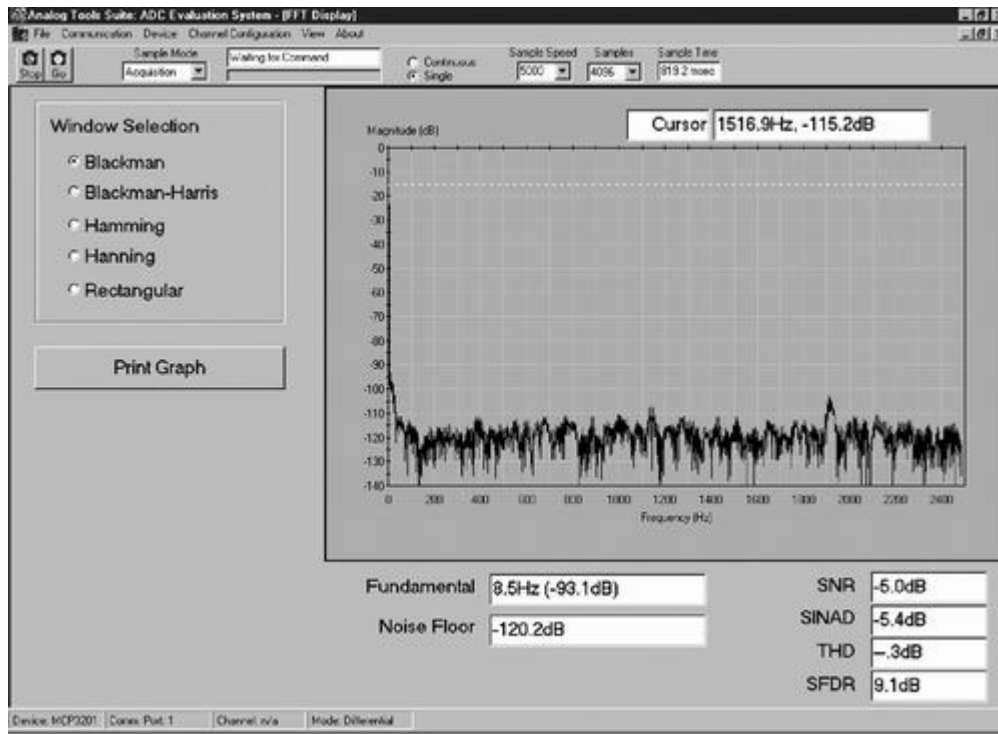 Analog Tools Suite: ADC Evaluation System - [FFT Display]
File Communication Device Channel Configuration View About
Stop Go
Sample Mode
Acquisition
Waiting for Command
Continuous
Single
Sample Speed
5000
Samples
4096
Sample Time
819.2 msec
Window Selection
Blackman
Blackman-Harris
Hamming
Hanning
Rectangular
Print Graph
Cursor 1516.9Hz, -115.2dB
Magnitude (dB)
0
-10
-20
-30
-40
-50
-60
-70
-80
-90
-100
-110
-120
-130
-140
0 200 400 600 800 1000 1200 1400 1600 1800 2000 2200 2400
Frequency (Hz)
Fundamental 8.5Hz (-93.1dB)
Noise Floor -120.2dB
SNR -5.0dB
SINAD -5.4dB
THD -.3dB
SFDR 9.1dB
Device: MCP3201 Comm. Port: 1 Channel: n/a Mode: Differential